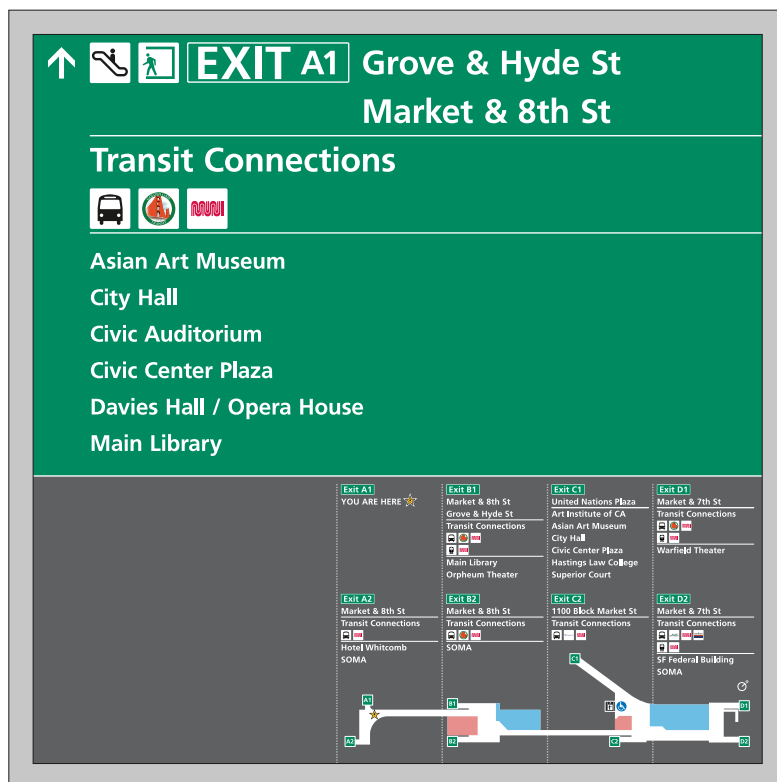 EXIT A1 Grove & Hyde St
Market & 8th St
Transit Connections
MUNI
Asian Art Museum
City Hall
Civic Auditorium
Civic Center Plaza
Davies Hall / Opera House
Main Library
Exit A1
YOU ARE HERE
Exit B1
Market & 8th St
Grove & Hyde St
Transit Connections
Main Library
Orpheum Theater
Exit C1
United Nations Plaza
Art Institute of CA
Asian Art Museum
City Hall
Civic Center Plaza
Hastings Law College
Superior Court
Exit D1
Market & 7th St
Transit Connections
Warfield Theater
Exit A2
Market & 8th St
Transit Connections
Hotel Whitcomb
SOMA
Exit B2
Market & 8th St
Transit Connections
SOMA
Exit C2
1100 Block Market St
Transit Connections
Exit D2
Market & 7th St
Transit Connections
SF Federal Building
SOMA
C1
A1
B1
D1
A2
B2
C2
D2